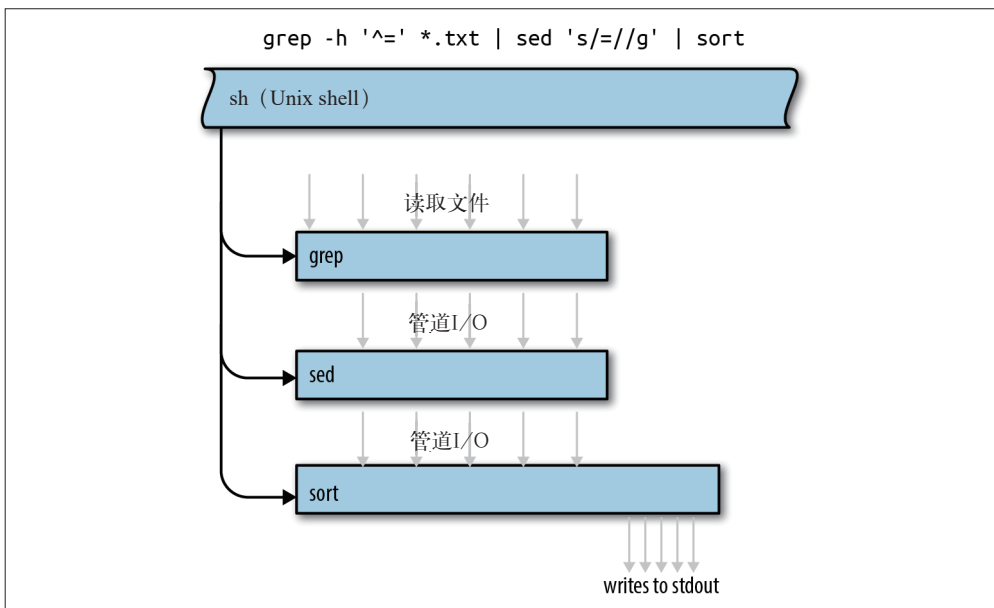 grep -h '^=' *.txt | sed 's/=//g' | sort
sh（Unix shell）
读取文件
grep
管道I/O
sed
管道I/O
sort
writes to stdout